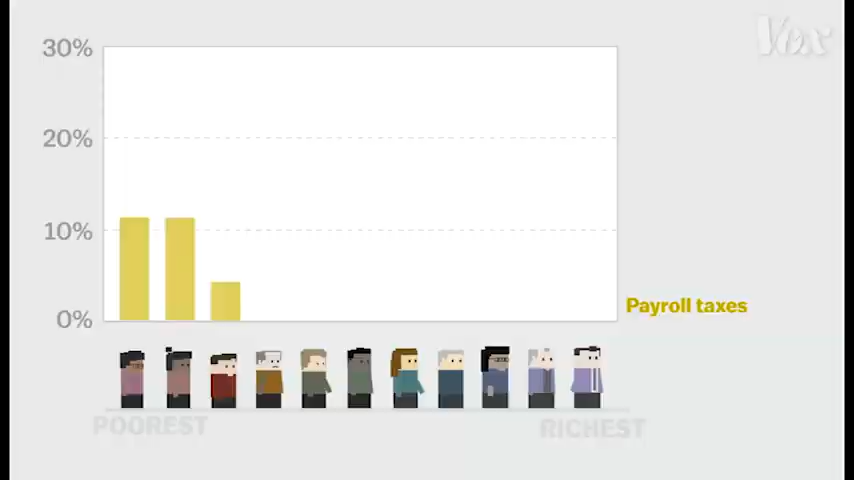 Vox
30%
20%
10%
0%
Payroll taxes
POOREST
RICHEST